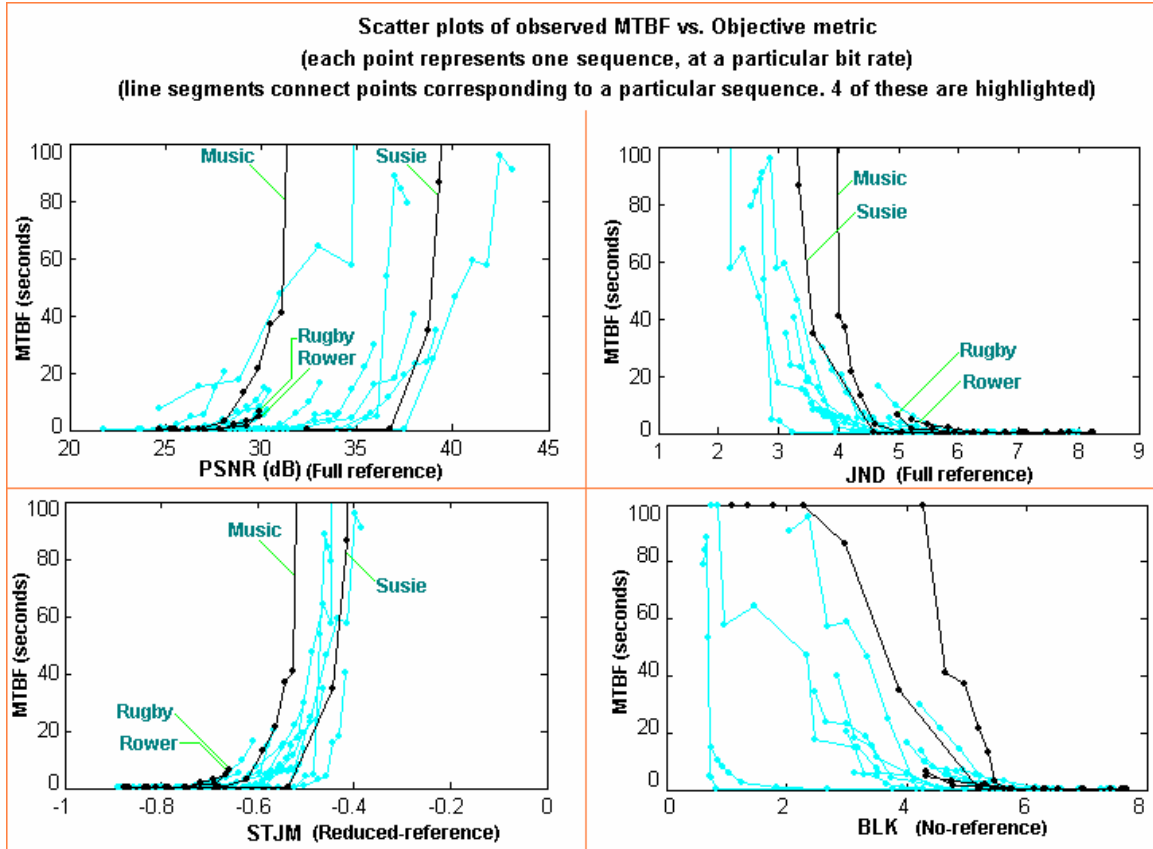 Scatter plots of observed MTBF vs. Objective metric
(each point represents one sequence, at a particular bit rate)
(line segments connect points corresponding to a particular sequence. 4 of these are highlighted)
MTBF (seconds)
100
80
60
40
20
0
Music
Susie
Rugby
Rower
20 25 30 35 40 45
PSNR (dB) (Full reference)
MTBF (seconds)
100
80
60
40
20
0
Music
Susie
Rugby
Rower
1 2 3 4 5 6 7 8 9
JND (Full reference)
MTBF (seconds)
100
80
60
40
20
0
Music
Susie
Rugby
Rower
-1 -0.8 -0.6 -0.4 -0.2 0
STJM (Reduced-reference)
MTBF (seconds)
100
80
60
40
20
0
0 2 4 6 8
BLK (No-reference)